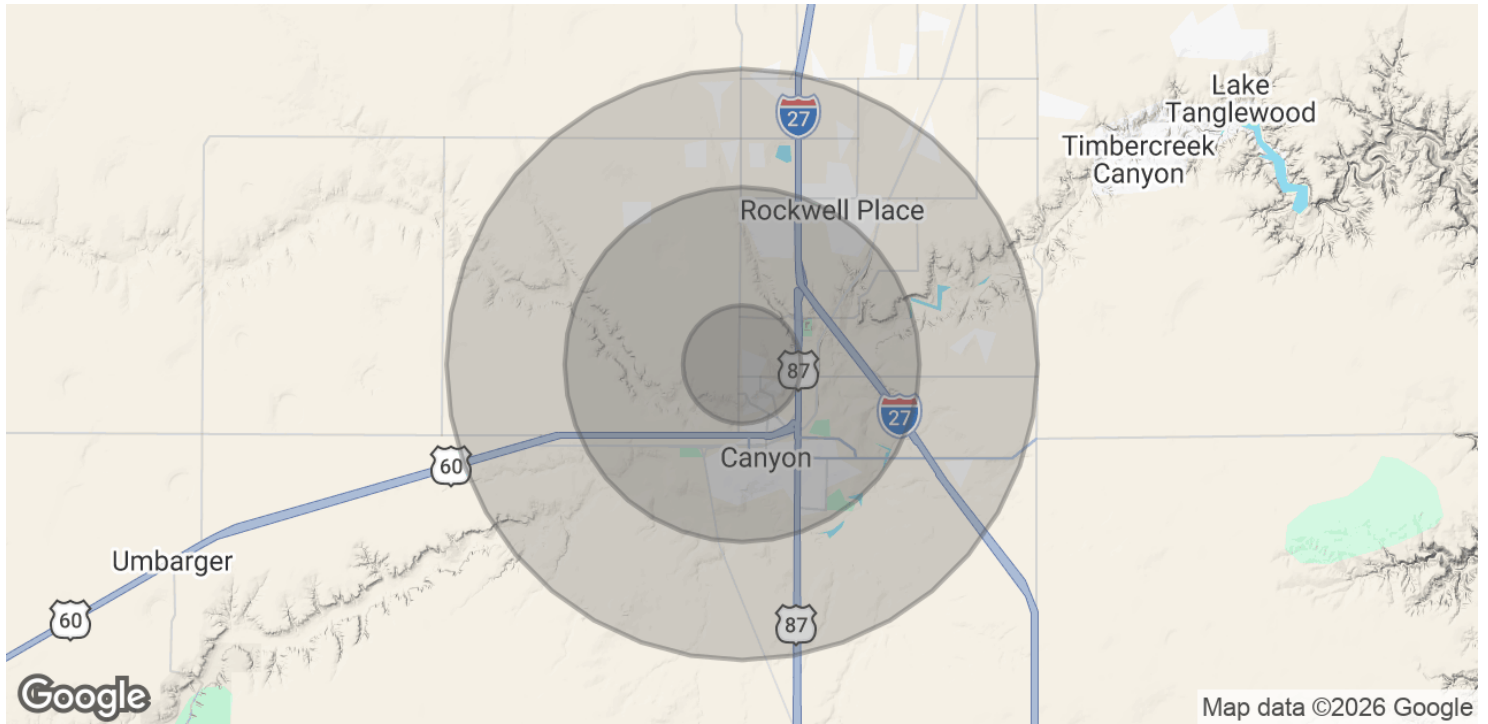 Lake
Tanglewood
27
Timbercreek
Canyon
Rockwell Place
87
27
Canyon
60
Umbarger
60
87
Google
Map data ©2026 Google